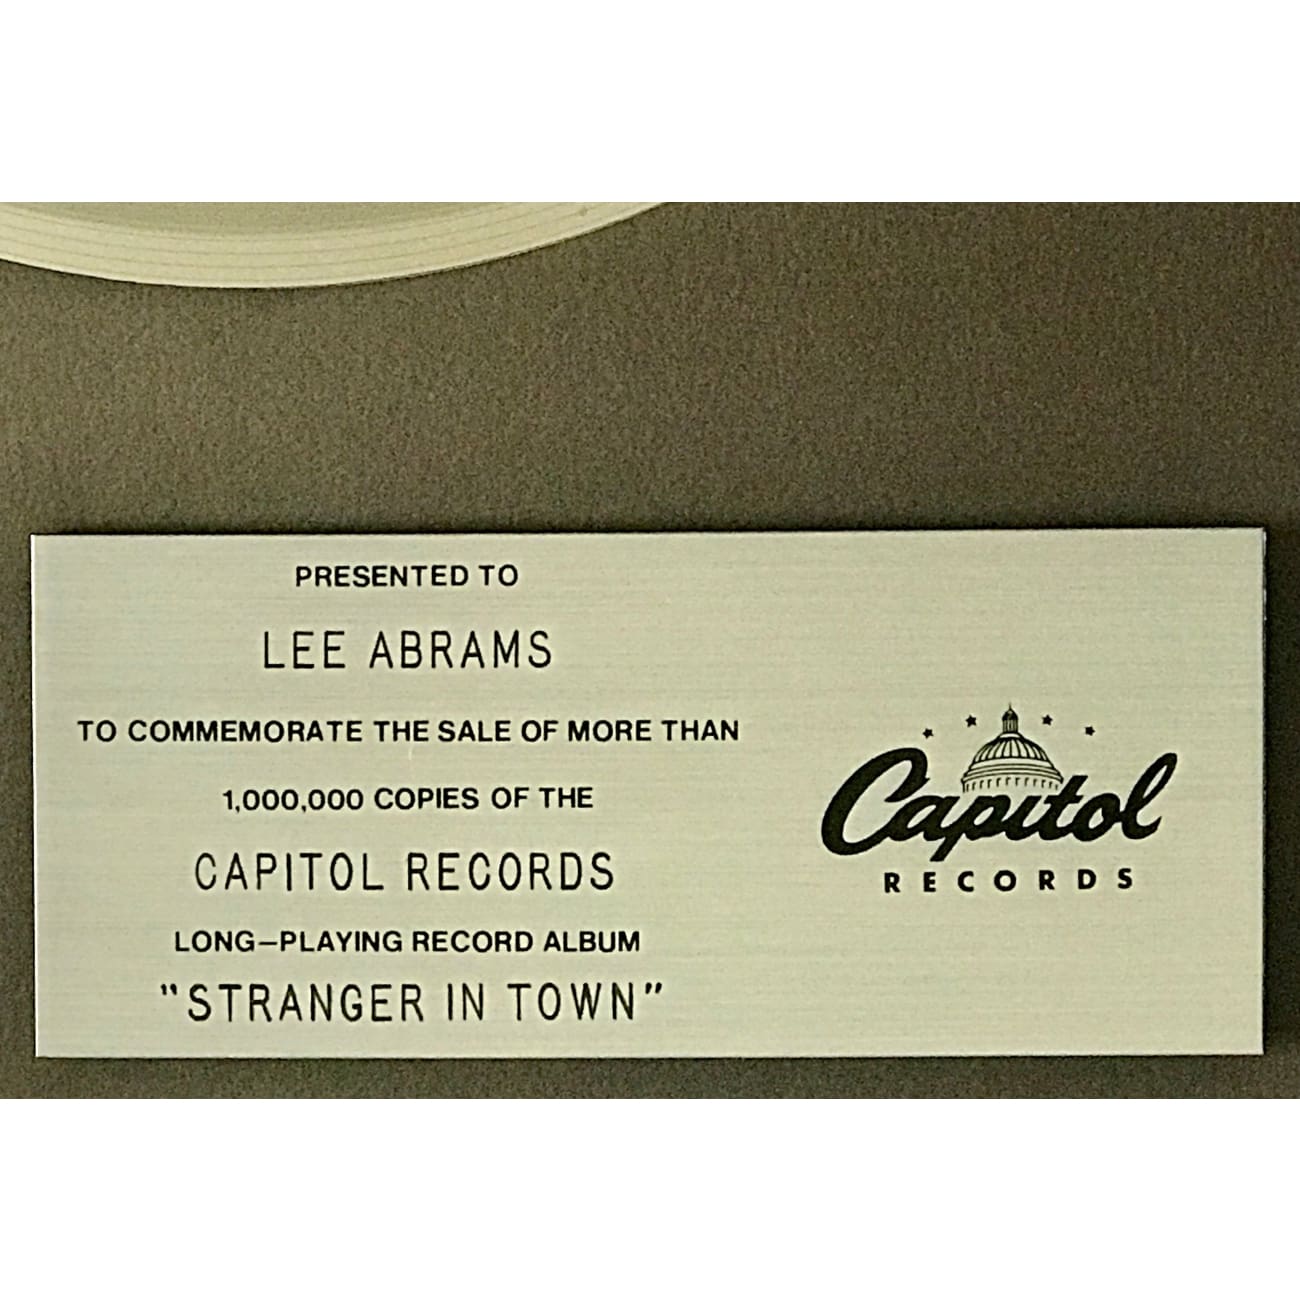 PRESENTED TO
LEE ABRAMS
TO COMMEMORATE THE SALE OF MORE THAN
1,000,000 COPIES OF THE
CAPITOL RECORDS
LONG-PLAYING RECORD ALBUM
"STRANGER IN TOWN"
Capitol
RECORDS